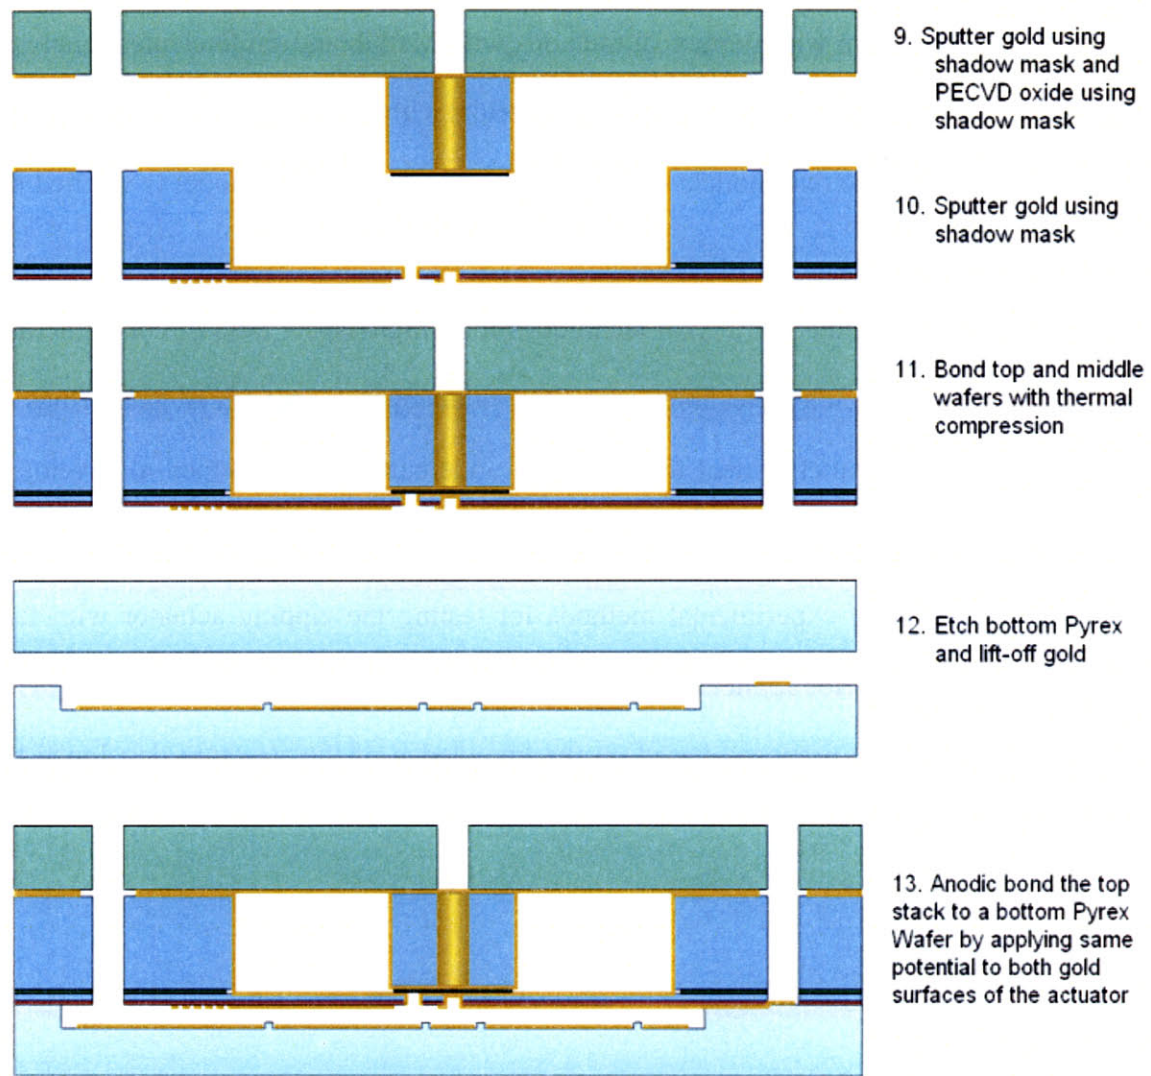 9. Sputter gold using
shadow mask and
PECVD oxide using
shadow mask
10. Sputter gold using
shadow mask
11. Bond top and middle
wafers with thermal
compression
12. Etch bottom Pyrex
and lift-off gold
13. Anodic bond the top
stack to a bottom Pyrex
Wafer by applying same
potential to both gold
surfaces of the actuator